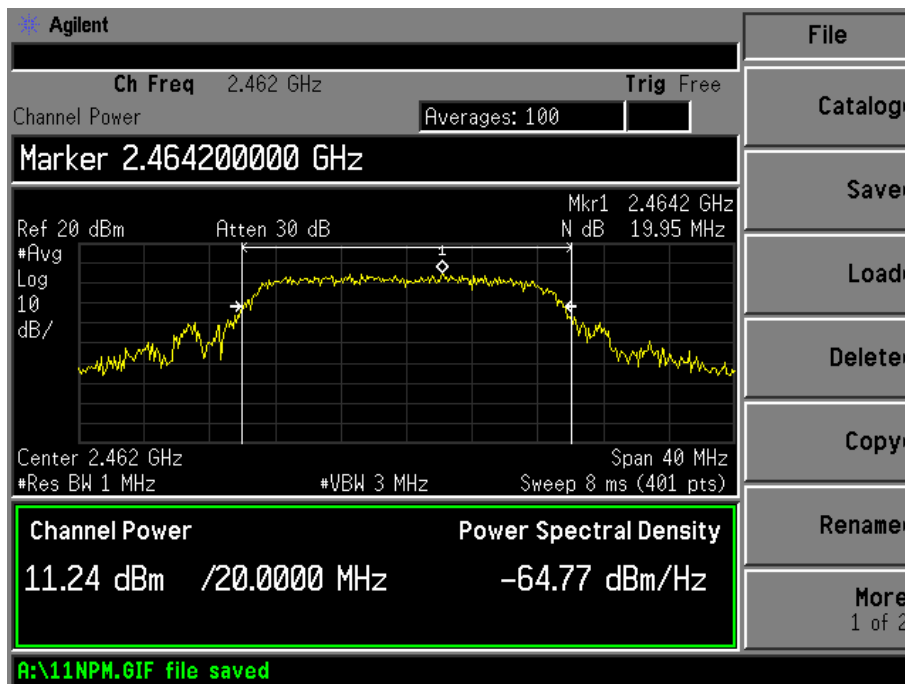 Agilent
Ch Freq 2.462 GHz Trig Free
Channel Power Averages: 100
Marker 2.464200000 GHz
Mkr1 2.4642 GHz
Ref 20 dBm Atten 30 dB N dB 19.95 MHz
#Avg
Log
10
dB/
1
Center 2.462 GHz Span 40 MHz
#Res BW 1 MHz #VBW 3 MHz Sweep 8 ms (401 pts)
Channel Power Power Spectral Density
11.24 dBm /20.0000 MHz -64.77 dBm/Hz
A:\11NPM.GIF file saved
File
Catalog
Save
Load
Delete
Copy
Rename
More
1 of 2